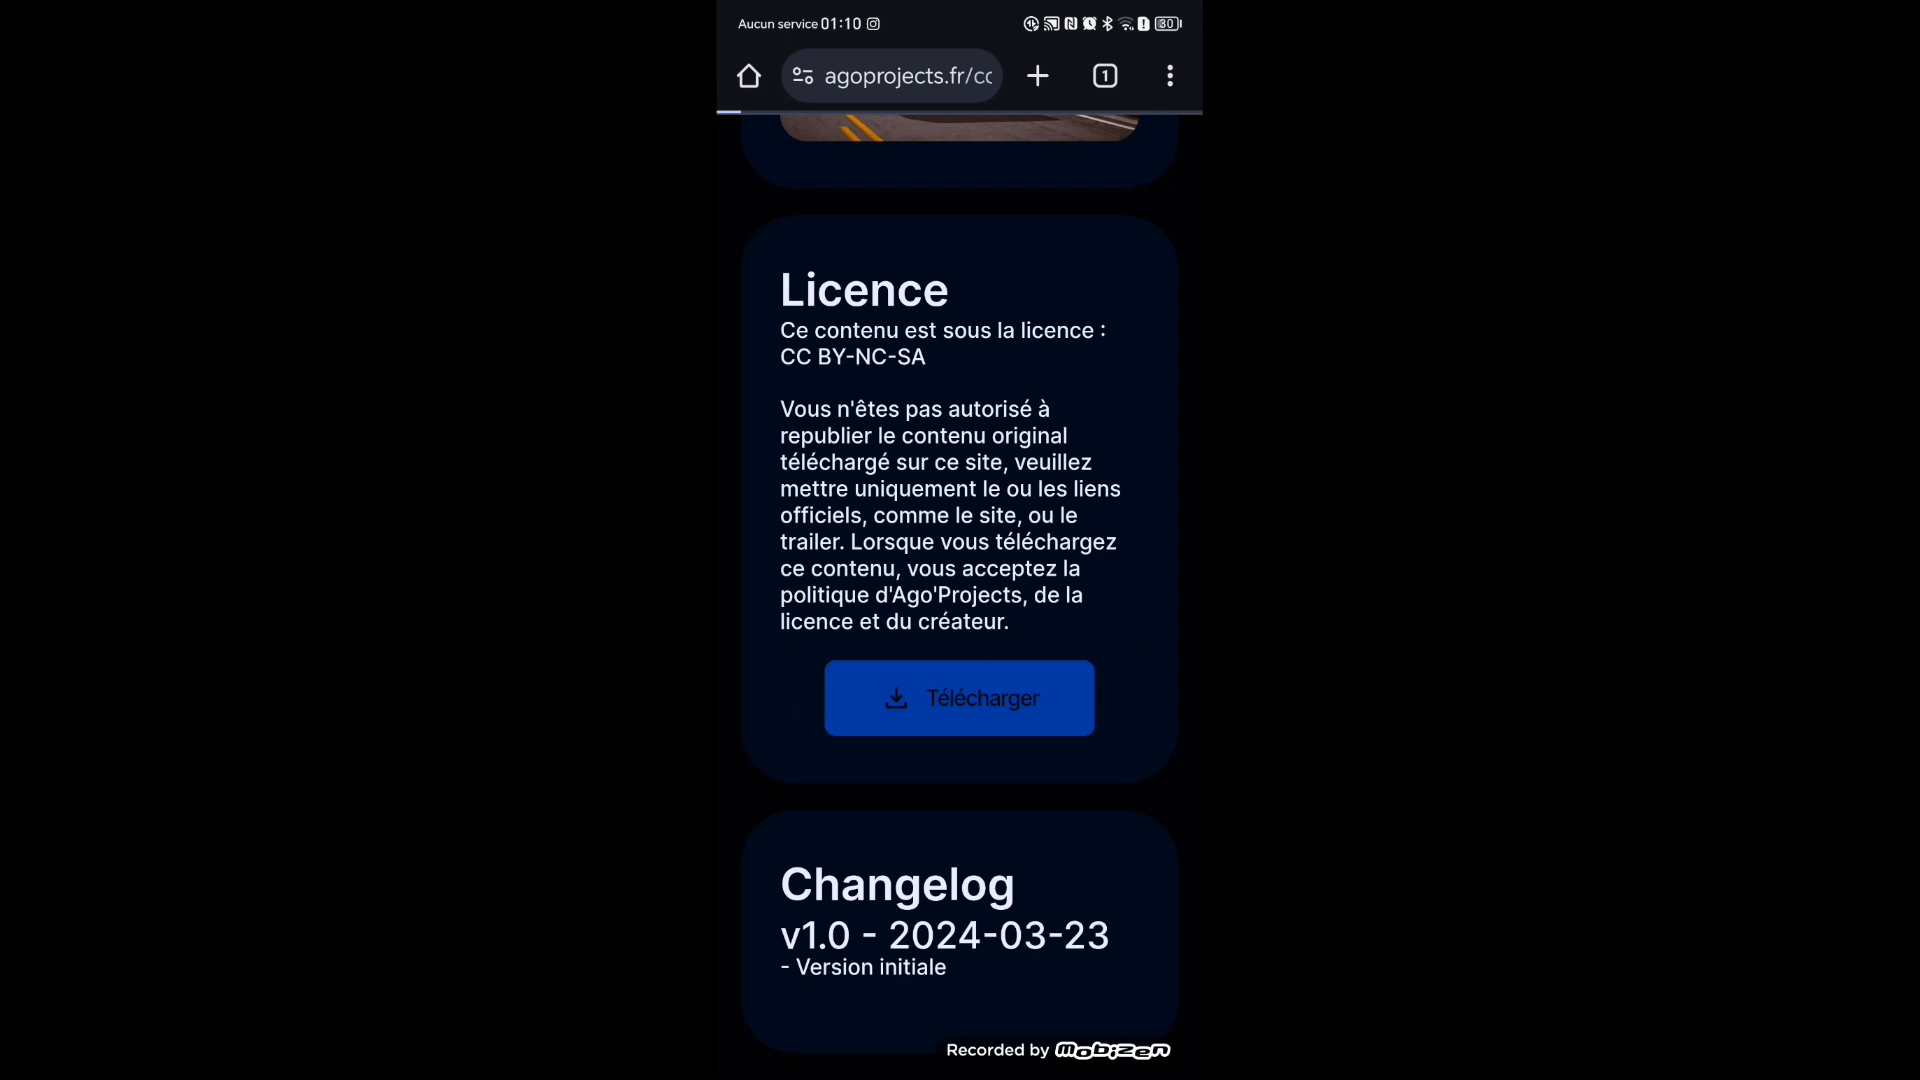 Aucun service 01:10
30
agoprojects.fr/cc
1
Licence
Ce contenu est sous la licence :
CC BY-NC-SA
Vous n'êtes pas autorisé à
republier le contenu original
téléchargé sur ce site, veuillez
mettre uniquement le ou les liens
officiels, comme le site, ou le
trailer. Lorsque vous téléchargez
ce contenu, vous acceptez la
politique d'Ago'Projects, de la
licence et du créateur.
Télécharger
Changelog
v1.0 - 2024-03-23
- Version initiale
Recorded by mobizen